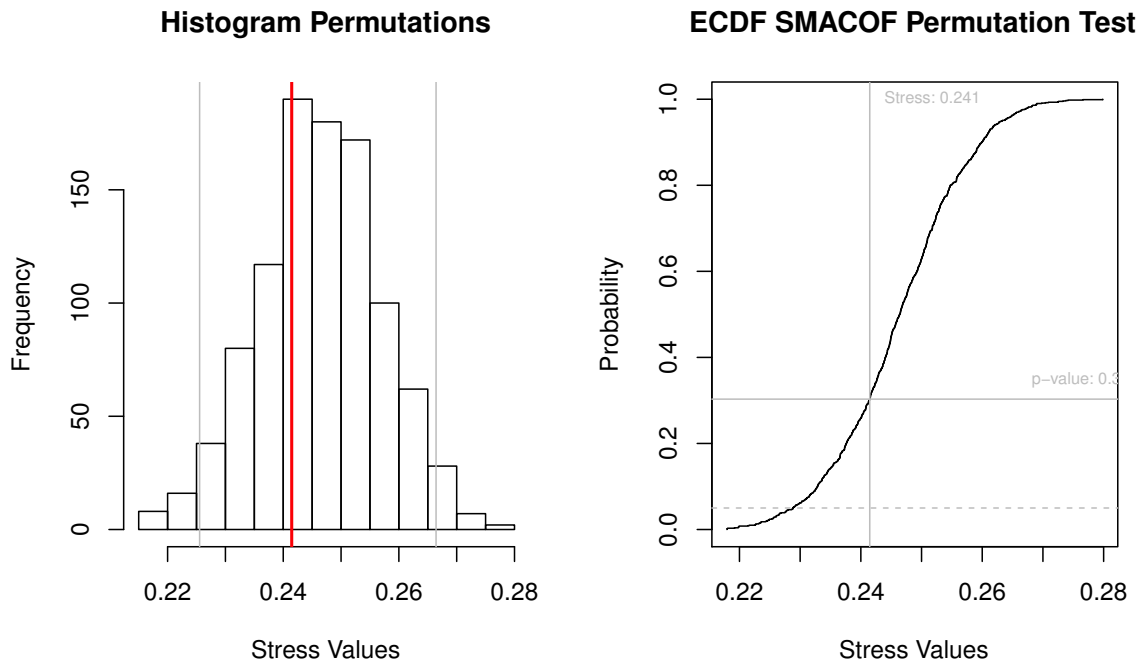 Histogram Permutations
Frequency
150
100
50
0
0.22 0.24 0.26 0.28
Stress Values
ECDF SMACOF Permutation Test
Probability
1.0
0.8
0.6
0.4
0.2
0.0
Stress: 0.241
p−value: 0.3
0.22 0.24 0.26 0.28
Stress Values